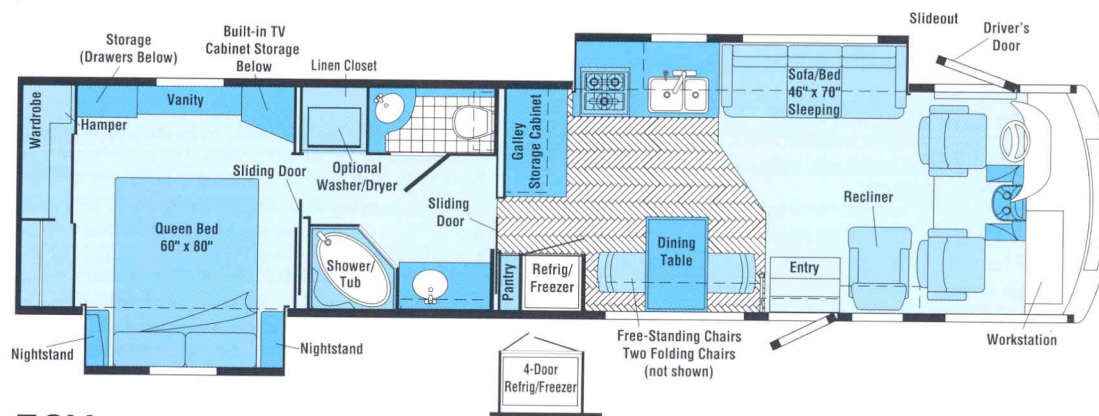 Storage
(Drawers Below)
Built-in TV
Cabinet Storage
Below
Linen Closet
Slideout
Driver's
Door
Wardrobe
Hamper
Vanity
Optional
Washer/Dryer
Sliding Door
Galley
Storage Cabinet
Sofa/Bed
46" x 70"
Sleeping
Sliding
Door
Queen Bed
60" x 80"
Shower/
Tub
Pantry
Refrig/
Freezer
Dining
Table
Recliner
Entry
Nightstand
Nightstand
4-Door
Refrig/Freezer
Free-Standing Chairs
Two Folding Chairs
(not shown)
Workstation